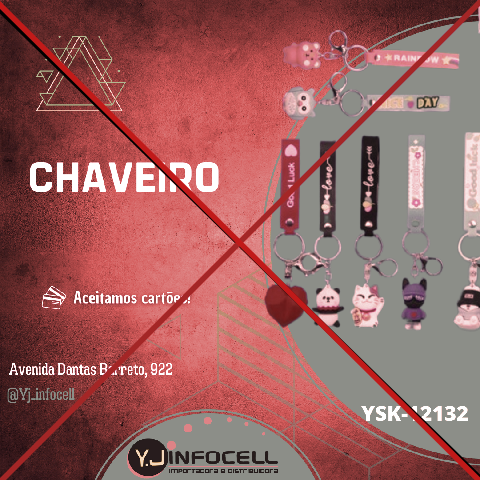 RAINBOW
DAY
CHAVEIRO
Good Luck
love
love
Good luck
Aceitamos cartões!
Avenida Dantas Barreto, 922
@Yj_infocell
YSK-12132
Y.J INFOCELL
importadora e distribuidora